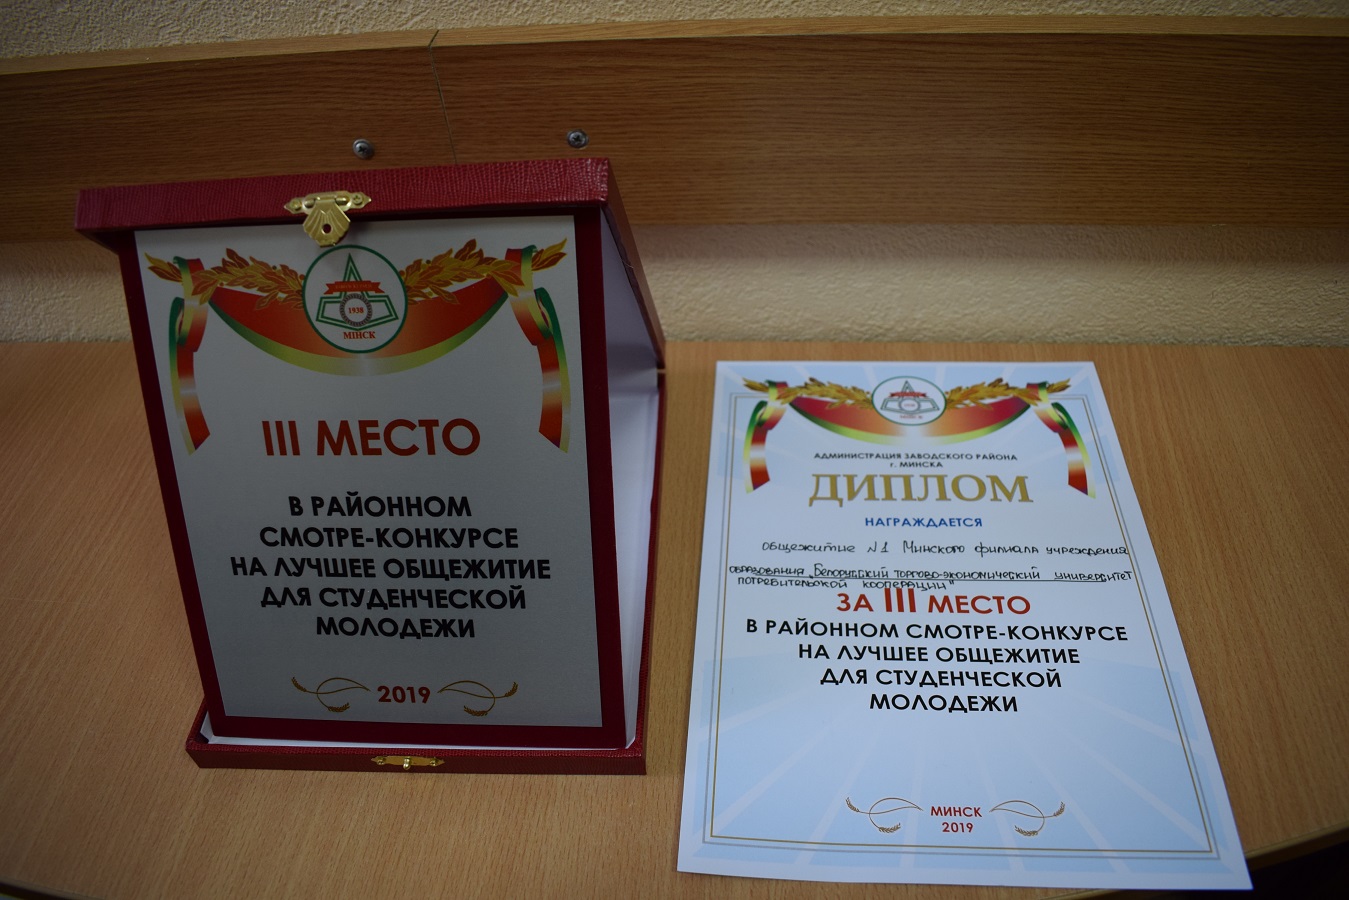 1938
МІНСК
III МЕСТО
В РАЙОННОМ
СМОТРЕ-КОНКУРСЕ
НА ЛУЧШЕЕ ОБЩЕЖИТИЕ
ДЛЯ СТУДЕНЧЕСКОЙ
МОЛОДЕЖИ
2019
АДМИНИСТРАЦИЯ ЗАВОДСКОГО РАЙОНА
г. МИНСКА
ДИПЛОМ
НАГРАЖДАЕТСЯ
Общежитие №1 Минского филиала учреждения
образования „Белорусский торгово-экономический университет
потребительской кооперации"
ЗА III МЕСТО
В РАЙОННОМ СМОТРЕ-КОНКУРСЕ
НА ЛУЧШЕЕ ОБЩЕЖИТИЕ
ДЛЯ СТУДЕНЧЕСКОЙ
МОЛОДЕЖИ
МИНСК
2019